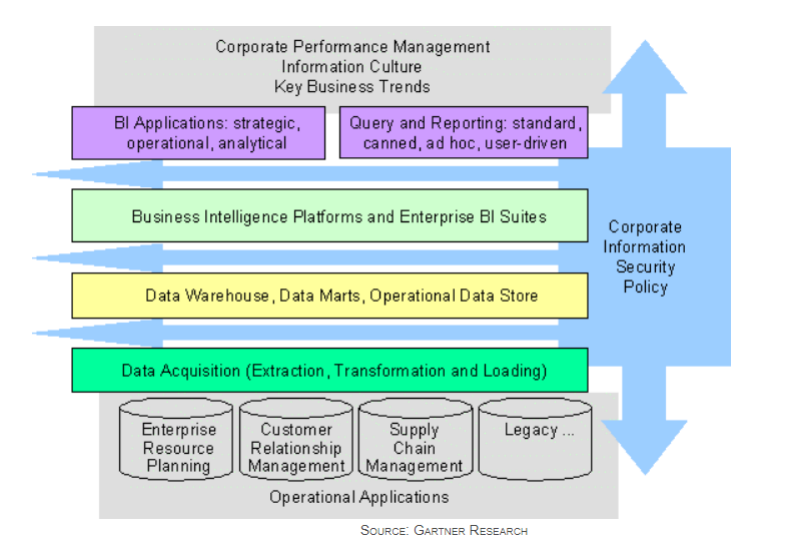 Corporate Performance Management
Information Culture
Key Business Trends
BI Applications: strategic,
operational, analytical
Query and Reporting: standard,
canned, ad hoc, user-driven
Business Intelligence Platforms and Enterprise BI Suites
Corporate
Information
Security
Policy
Data Warehouse, Data Marts, Operational Data Store
Data Acquisition (Extraction, Transformation and Loading)
Enterprise
Resource
Planning
Customer
Relationship
Management
Supply
Chain
Management
Legacy ...
Operational Applications
SOURCE: GARTNER RESEARCH